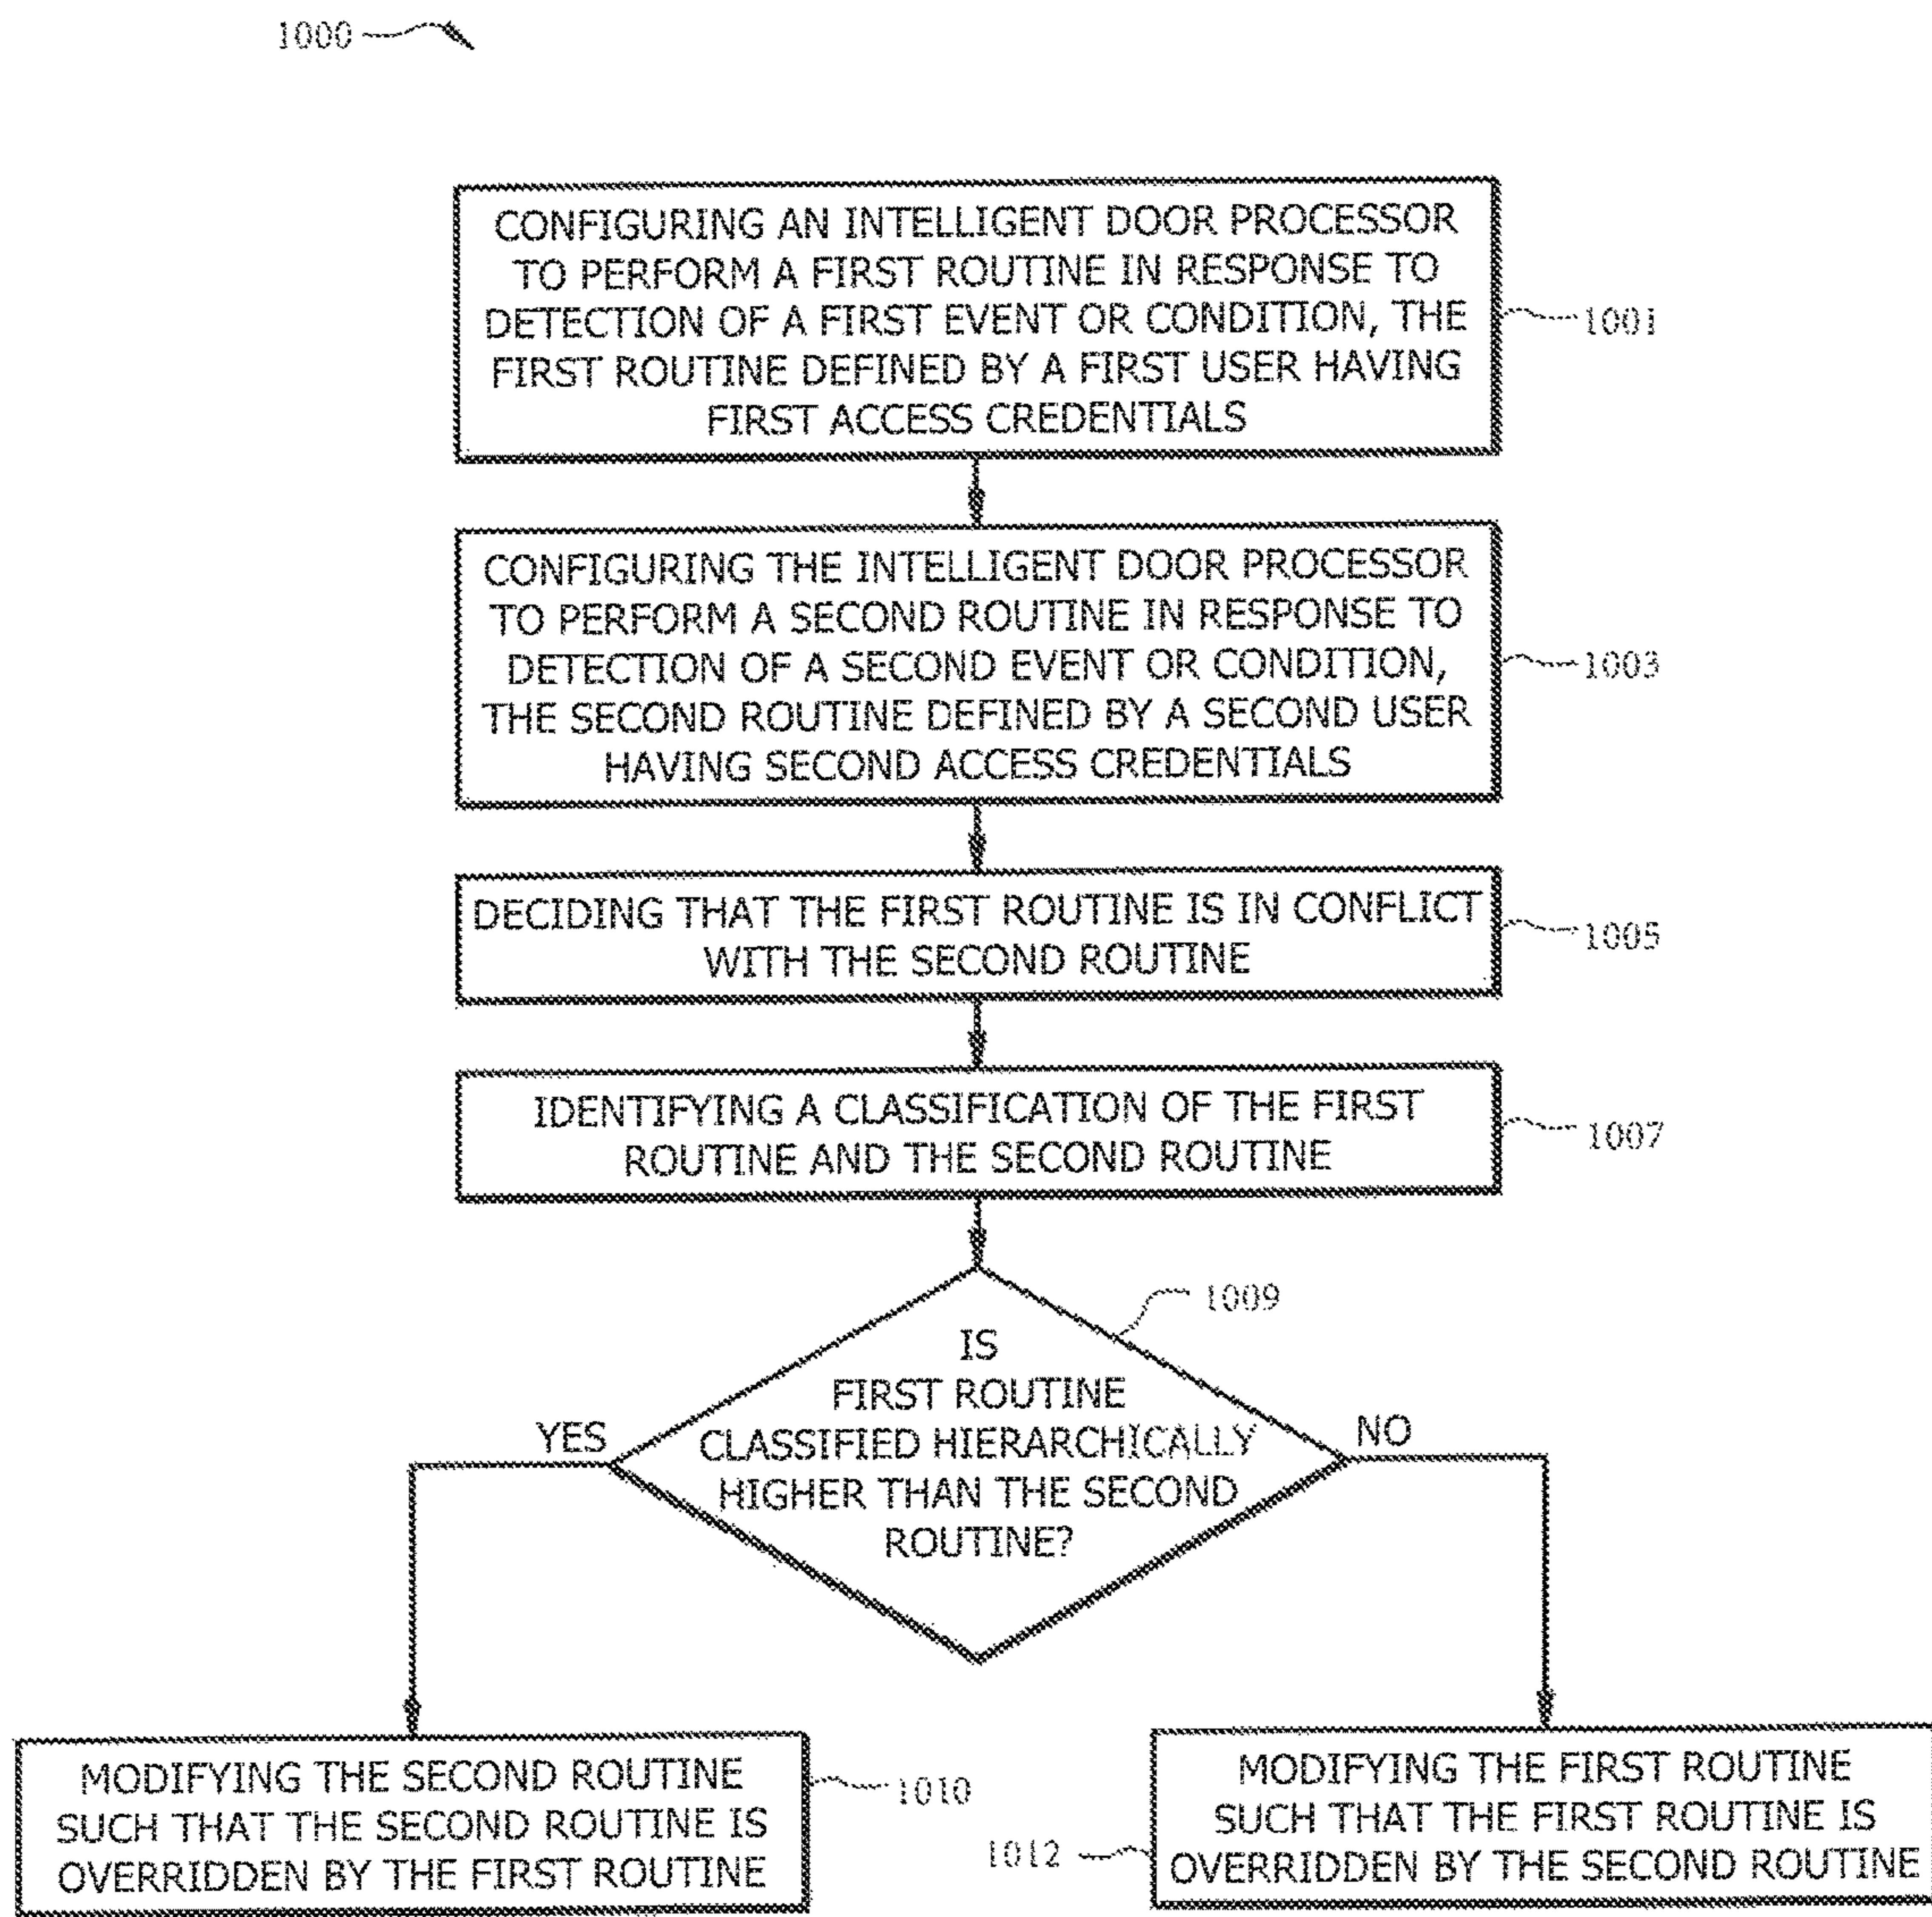 1000
CONFIGURING AN INTELLIGENT DOOR PROCESSOR
TO PERFORM A FIRST ROUTINE IN RESPONSE TO
DETECTION OF A FIRST EVENT OR CONDITION, THE
FIRST ROUTINE DEFINED BY A FIRST USER HAVING
FIRST ACCESS CREDENTIALS
1001
CONFIGURING THE INTELLIGENT DOOR PROCESSOR
TO PERFORM A SECOND ROUTINE IN RESPONSE TO
DETECTION OF A SECOND EVENT OR CONDITION,
THE SECOND ROUTINE DEFINED BY A SECOND USER
HAVING SECOND ACCESS CREDENTIALS
1003
DECIDING THAT THE FIRST ROUTINE IS IN CONFLICT
WITH THE SECOND ROUTINE
1005
IDENTIFYING A CLASSIFICATION OF THE FIRST
ROUTINE AND THE SECOND ROUTINE
1007
1009
IS
FIRST ROUTINE
CLASSIFIED HIERARCHICALLY
HIGHER THAN THE SECOND
ROUTINE?
YES
NO
MODIFYING THE SECOND ROUTINE
SUCH THAT THE SECOND ROUTINE IS
OVERRIDDEN BY THE FIRST ROUTINE
1010
1012
MODIFYING THE FIRST ROUTINE
SUCH THAT THE FIRST ROUTINE IS
OVERRIDDEN BY THE SECOND ROUTINE